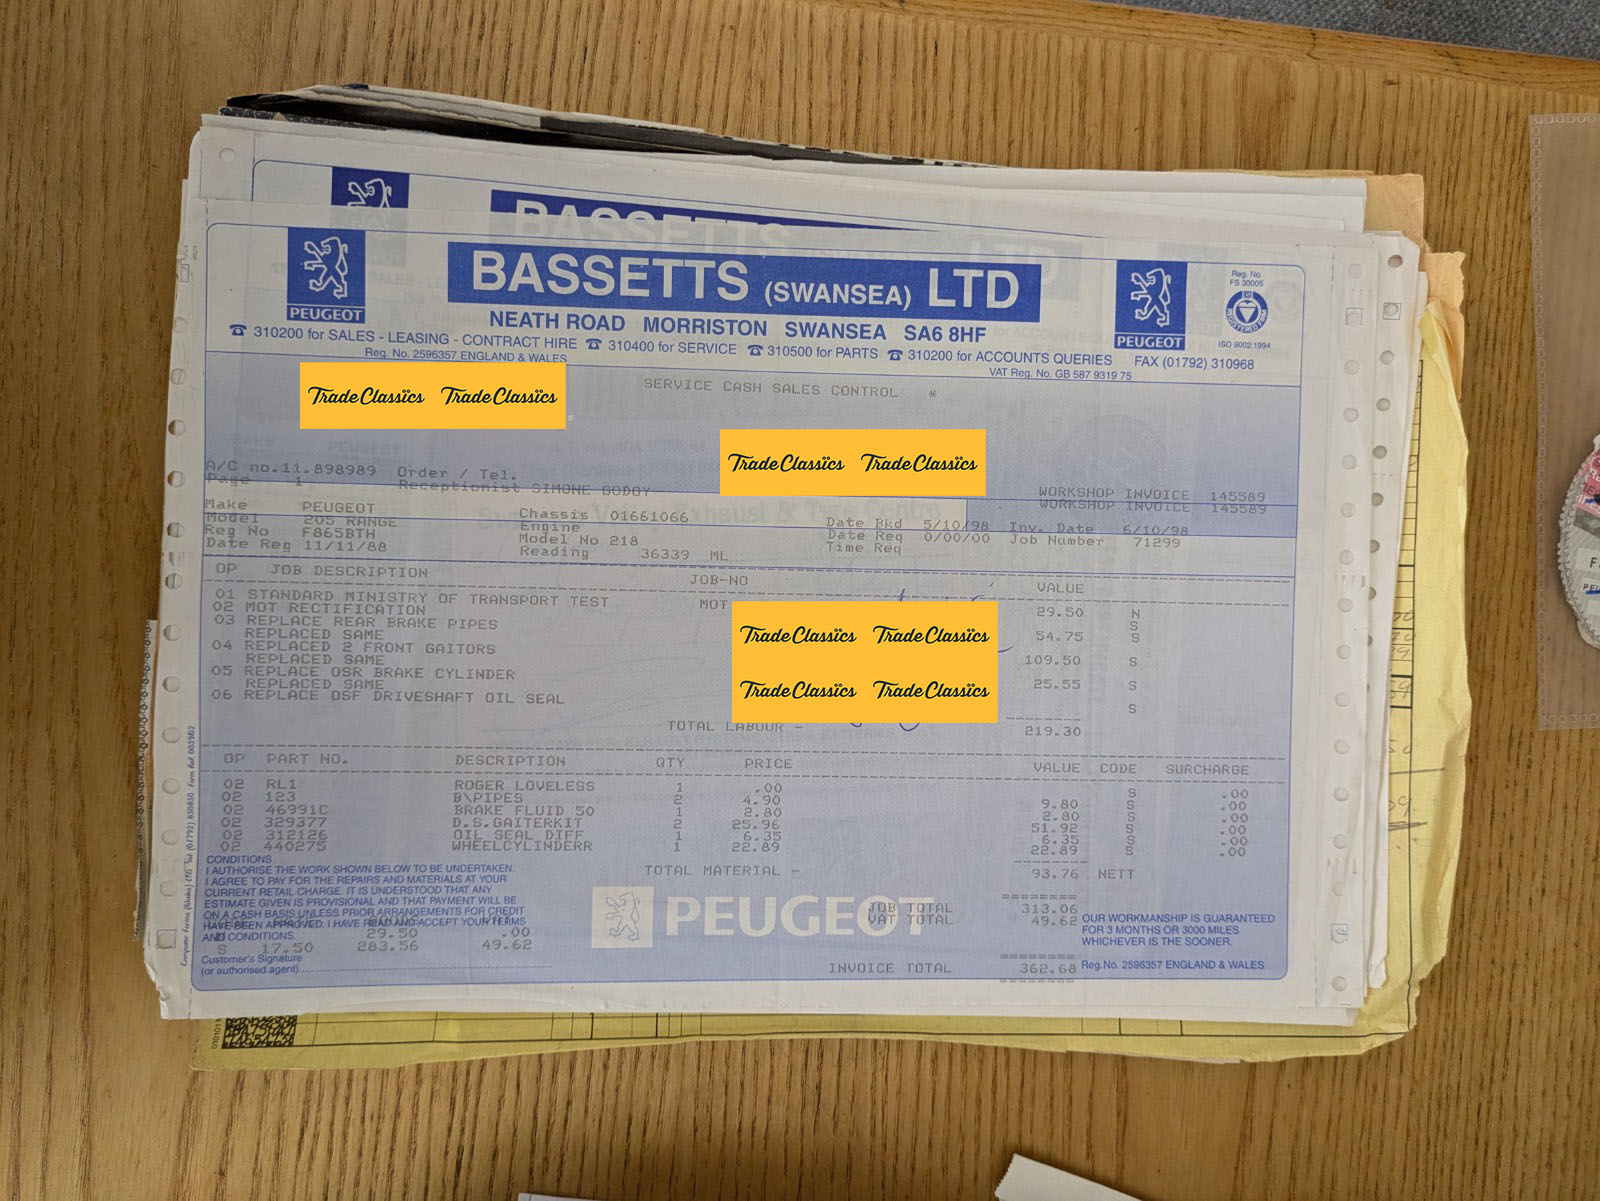 BASSETTS LTD
PEUGEOT
BASSETTS (SWANSEA) LTD
PEUGEOT
Reg. No.
FS 30005
REGISTERED FIRM
ISO 9002:1994
NEATH ROAD MORRISTON SWANSEA SA6 8HF
☎ 310200 for SALES - LEASING - CONTRACT HIRE ☎ 310400 for SERVICE ☎ 310500 for PARTS ☎ 310200 for ACCOUNTS QUERIES FAX (01792) 310968
Reg. No. 2596357 ENGLAND & WALES
VAT Reg. No. GB 587 9319 75
TradeClassics TradeClassics
SERVICE CASH SALES CONTROL *
TradeClassics TradeClassics
A/C no.11.898989 Order / Tel.
Page 1 Receptionist SIMONE GODOY
WORKSHOP INVOICE 145589
WORKSHOP INVOICE 145589
Make PEUGEOT Chassis 01661066 Date Bkd 5/10/98 Inv. Date 6/10/98
Model 205 RANGE Engine Date Req 0/00/00 Job Number 71299
Reg No F865BTH Model No 218 Time Req
Date Reg 11/11/88 Reading 36339 ML
OP JOB DESCRIPTION JOB-NO VALUE
01 STANDARD MINISTRY OF TRANSPORT TEST MOT 29.50 N
02 MOT RECTIFICATION S
03 REPLACE REAR BRAKE PIPES 54.75 S
REPLACED SAME
04 REPLACED 2 FRONT GAITORS 109.50 S
REPLACED SAME
05 REPLACE OSR BRAKE CYLINDER 25.55 S
REPLACED SAME
06 REPLACE OSF DRIVESHAFT OIL SEAL S
TradeClassics TradeClassics
TradeClassics TradeClassics
TOTAL LABOUR - 219.30
OP PART NO. DESCRIPTION QTY PRICE VALUE CODE SURCHARGE
02 RL1 ROGER LOVELESS 1 .00 S .00
02 123 B\PIPES 2 4.90 9.80 S .00
02 46991C BRAKE FLUID 50 1 2.80 2.80 S .00
02 329377 D.S.GAITERKIT 2 25.96 51.92 S .00
02 312126 OIL SEAL DIFF 1 6.35 6.35 S .00
02 440275 WHEELCYLINDERR 1 22.89 22.89 S .00
TOTAL MATERIAL - 93.76 NETT
CONDITIONS
I AUTHORISE THE WORK SHOWN BELOW TO BE UNDERTAKEN.
I AGREE TO PAY FOR THE REPAIRS AND MATERIALS AT YOUR
CURRENT RETAIL CHARGE. IT IS UNDERSTOOD THAT ANY
ESTIMATE GIVEN IS PROVISIONAL AND THAT PAYMENT WILL BE
ON A CASH BASIS UNLESS PRIOR ARRANGEMENTS FOR CREDIT
HAVE BEEN APPROVED. I HAVE READ AND ACCEPT YOUR TERMS
AND CONDITIONS.
29.50 .00
S 17.50 283.56 49.62
Customer's Signature
(or authorised agent)
PEUGEOT
JOB TOTAL 313.06
VAT TOTAL 49.62
INVOICE TOTAL 362.68
OUR WORKMANSHIP IS GUARANTEED
FOR 3 MONTHS OR 3000 MILES
WHICHEVER IS THE SOONER.
Reg.No. 2596357 ENGLAND & WALES